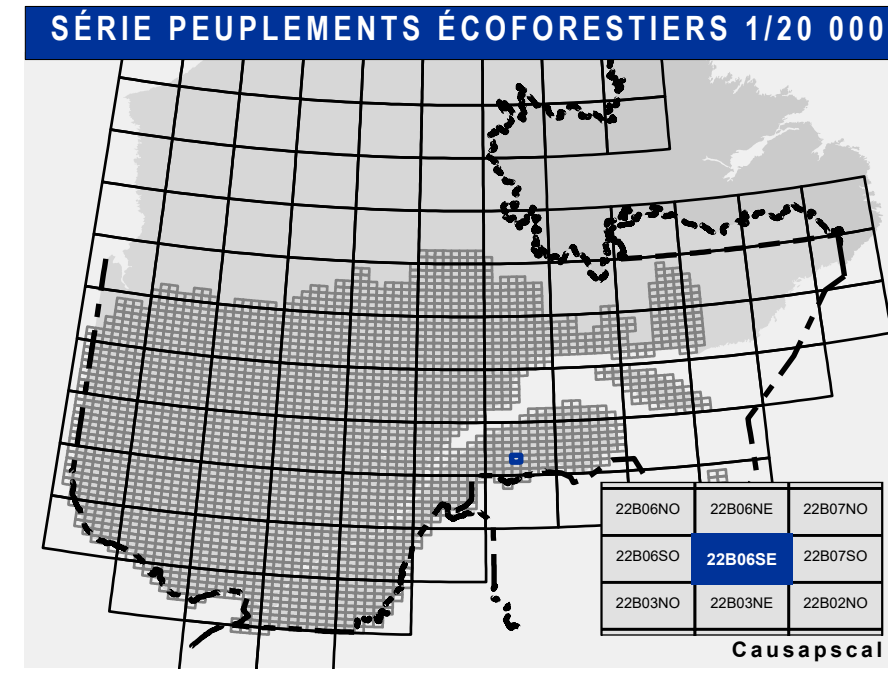 SÉRIE PEUPLEMENTS ÉCOFORESTIERS 1/20 000
22B06NO 22B06NE 22B07NO
22B06SO 22B06SE 22B07SO
22B03NO 22B03NE 22B02NO
Causapscal